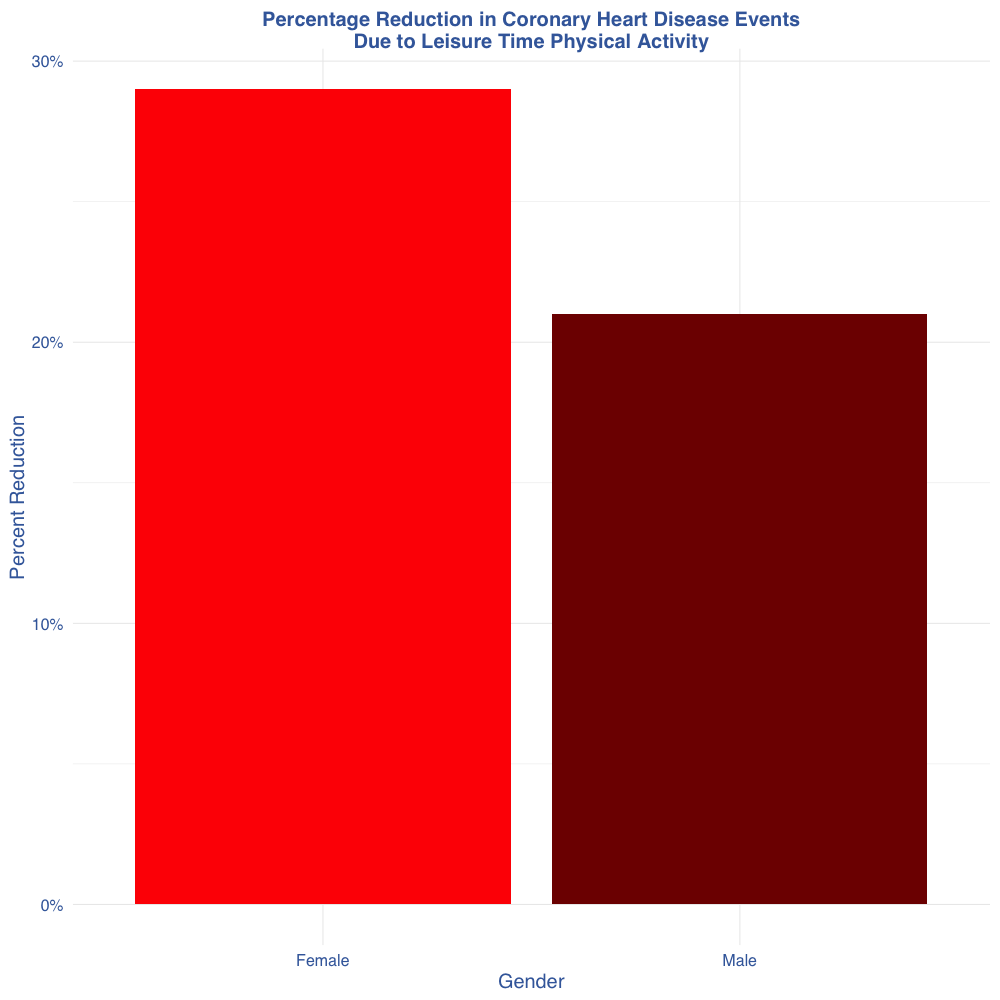 Percentage Reduction in Coronary Heart Disease Events
Due to Leisure Time Physical Activity
30%
20%
10%
0%
Percent Reduction
Female
Male
Gender